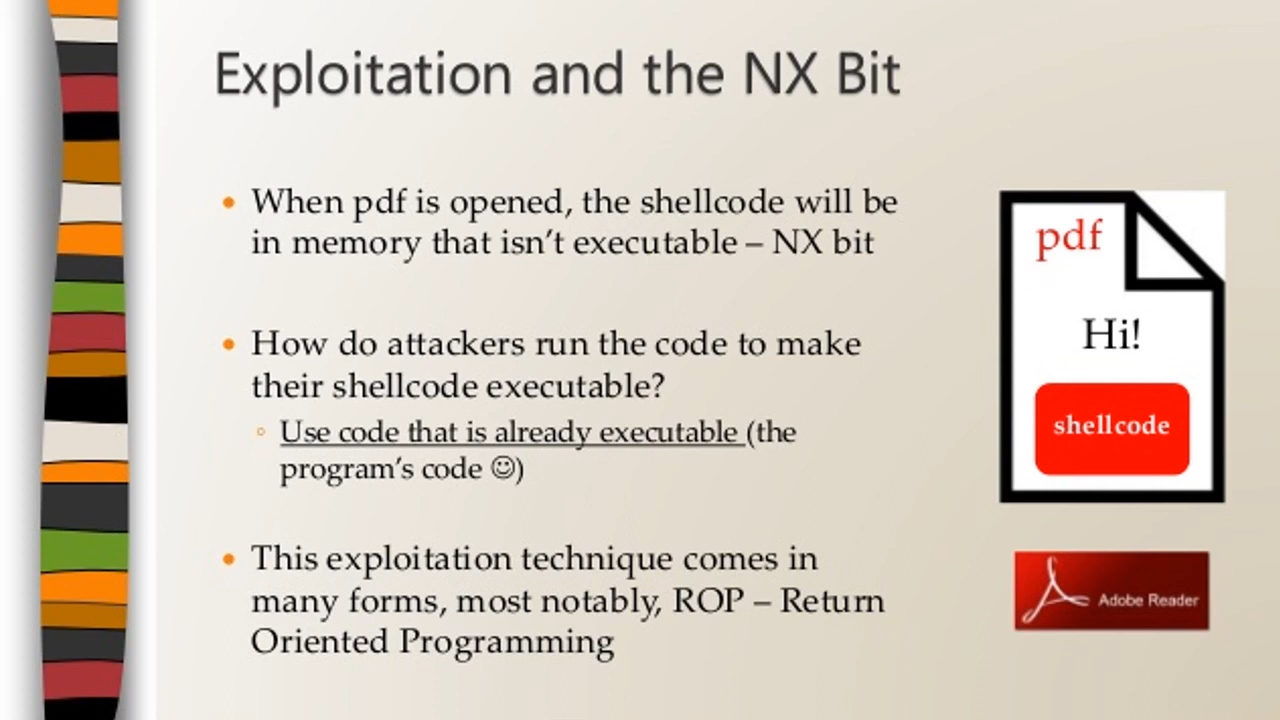 Exploitation and the NX Bit
• When pdf is opened, the shellcode will be
in memory that isn’t executable – NX bit
• How do attackers run the code to make
their shellcode executable?
◦ Use code that is already executable (the
program’s code ☺)
• This exploitation technique comes in
many forms, most notably, ROP – Return
Oriented Programming
pdf
Hi!
shellcode
Adobe Reader